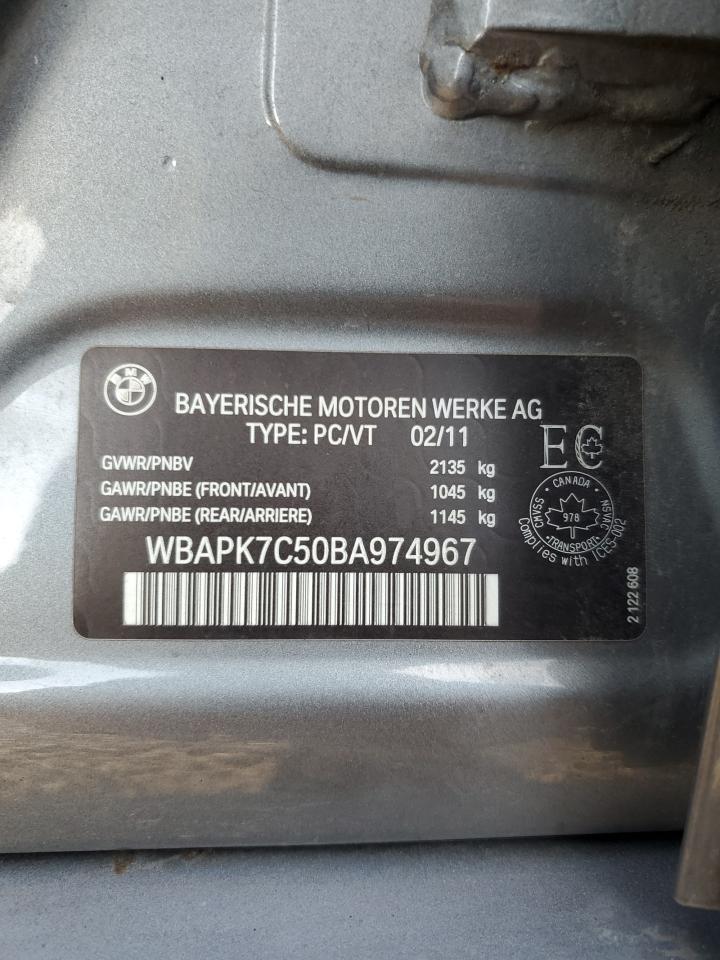 BMW
BAYERISCHE MOTOREN WERKE AG
TYPE: PC/VT 02/11
EC
GVWR/PNBV 2135 kg
GAWR/PNBE (FRONT/AVANT) 1045 kg
GAWR/PNBE (REAR/ARRIERE) 1145 kg
CANADA
CMVSS 978 NSVAC
TRANSPORT
Complies with ICES-002
WBAPK7C50BA974967
2 122 608